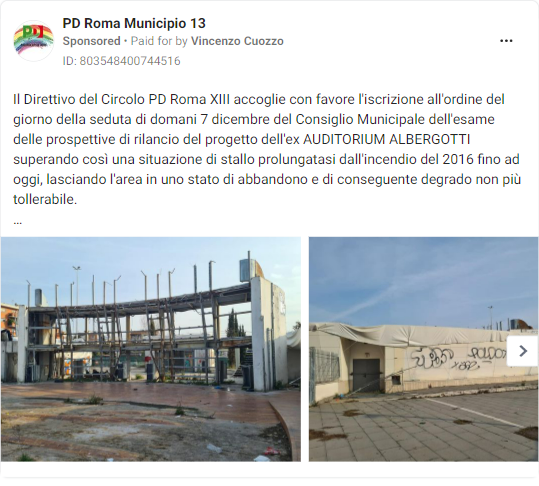 PD Roma Municipio 13
Sponsored • Paid for by Vincenzo Cuozzo
ID: 803548400744516
Il Direttivo del Circolo PD Roma XIII accoglie con favore l'iscrizione all'ordine del
giorno della seduta di domani 7 dicembre del Consiglio Municipale dell'esame
delle prospettive di rilancio del progetto dell'ex AUDITORIUM ALBERGOTTI
superando così una situazione di stallo prolungatasi dall'incendio del 2016 fino ad
oggi, lasciando l'area in uno stato di abbandono e di conseguente degrado non più
tollerabile.
...
PD